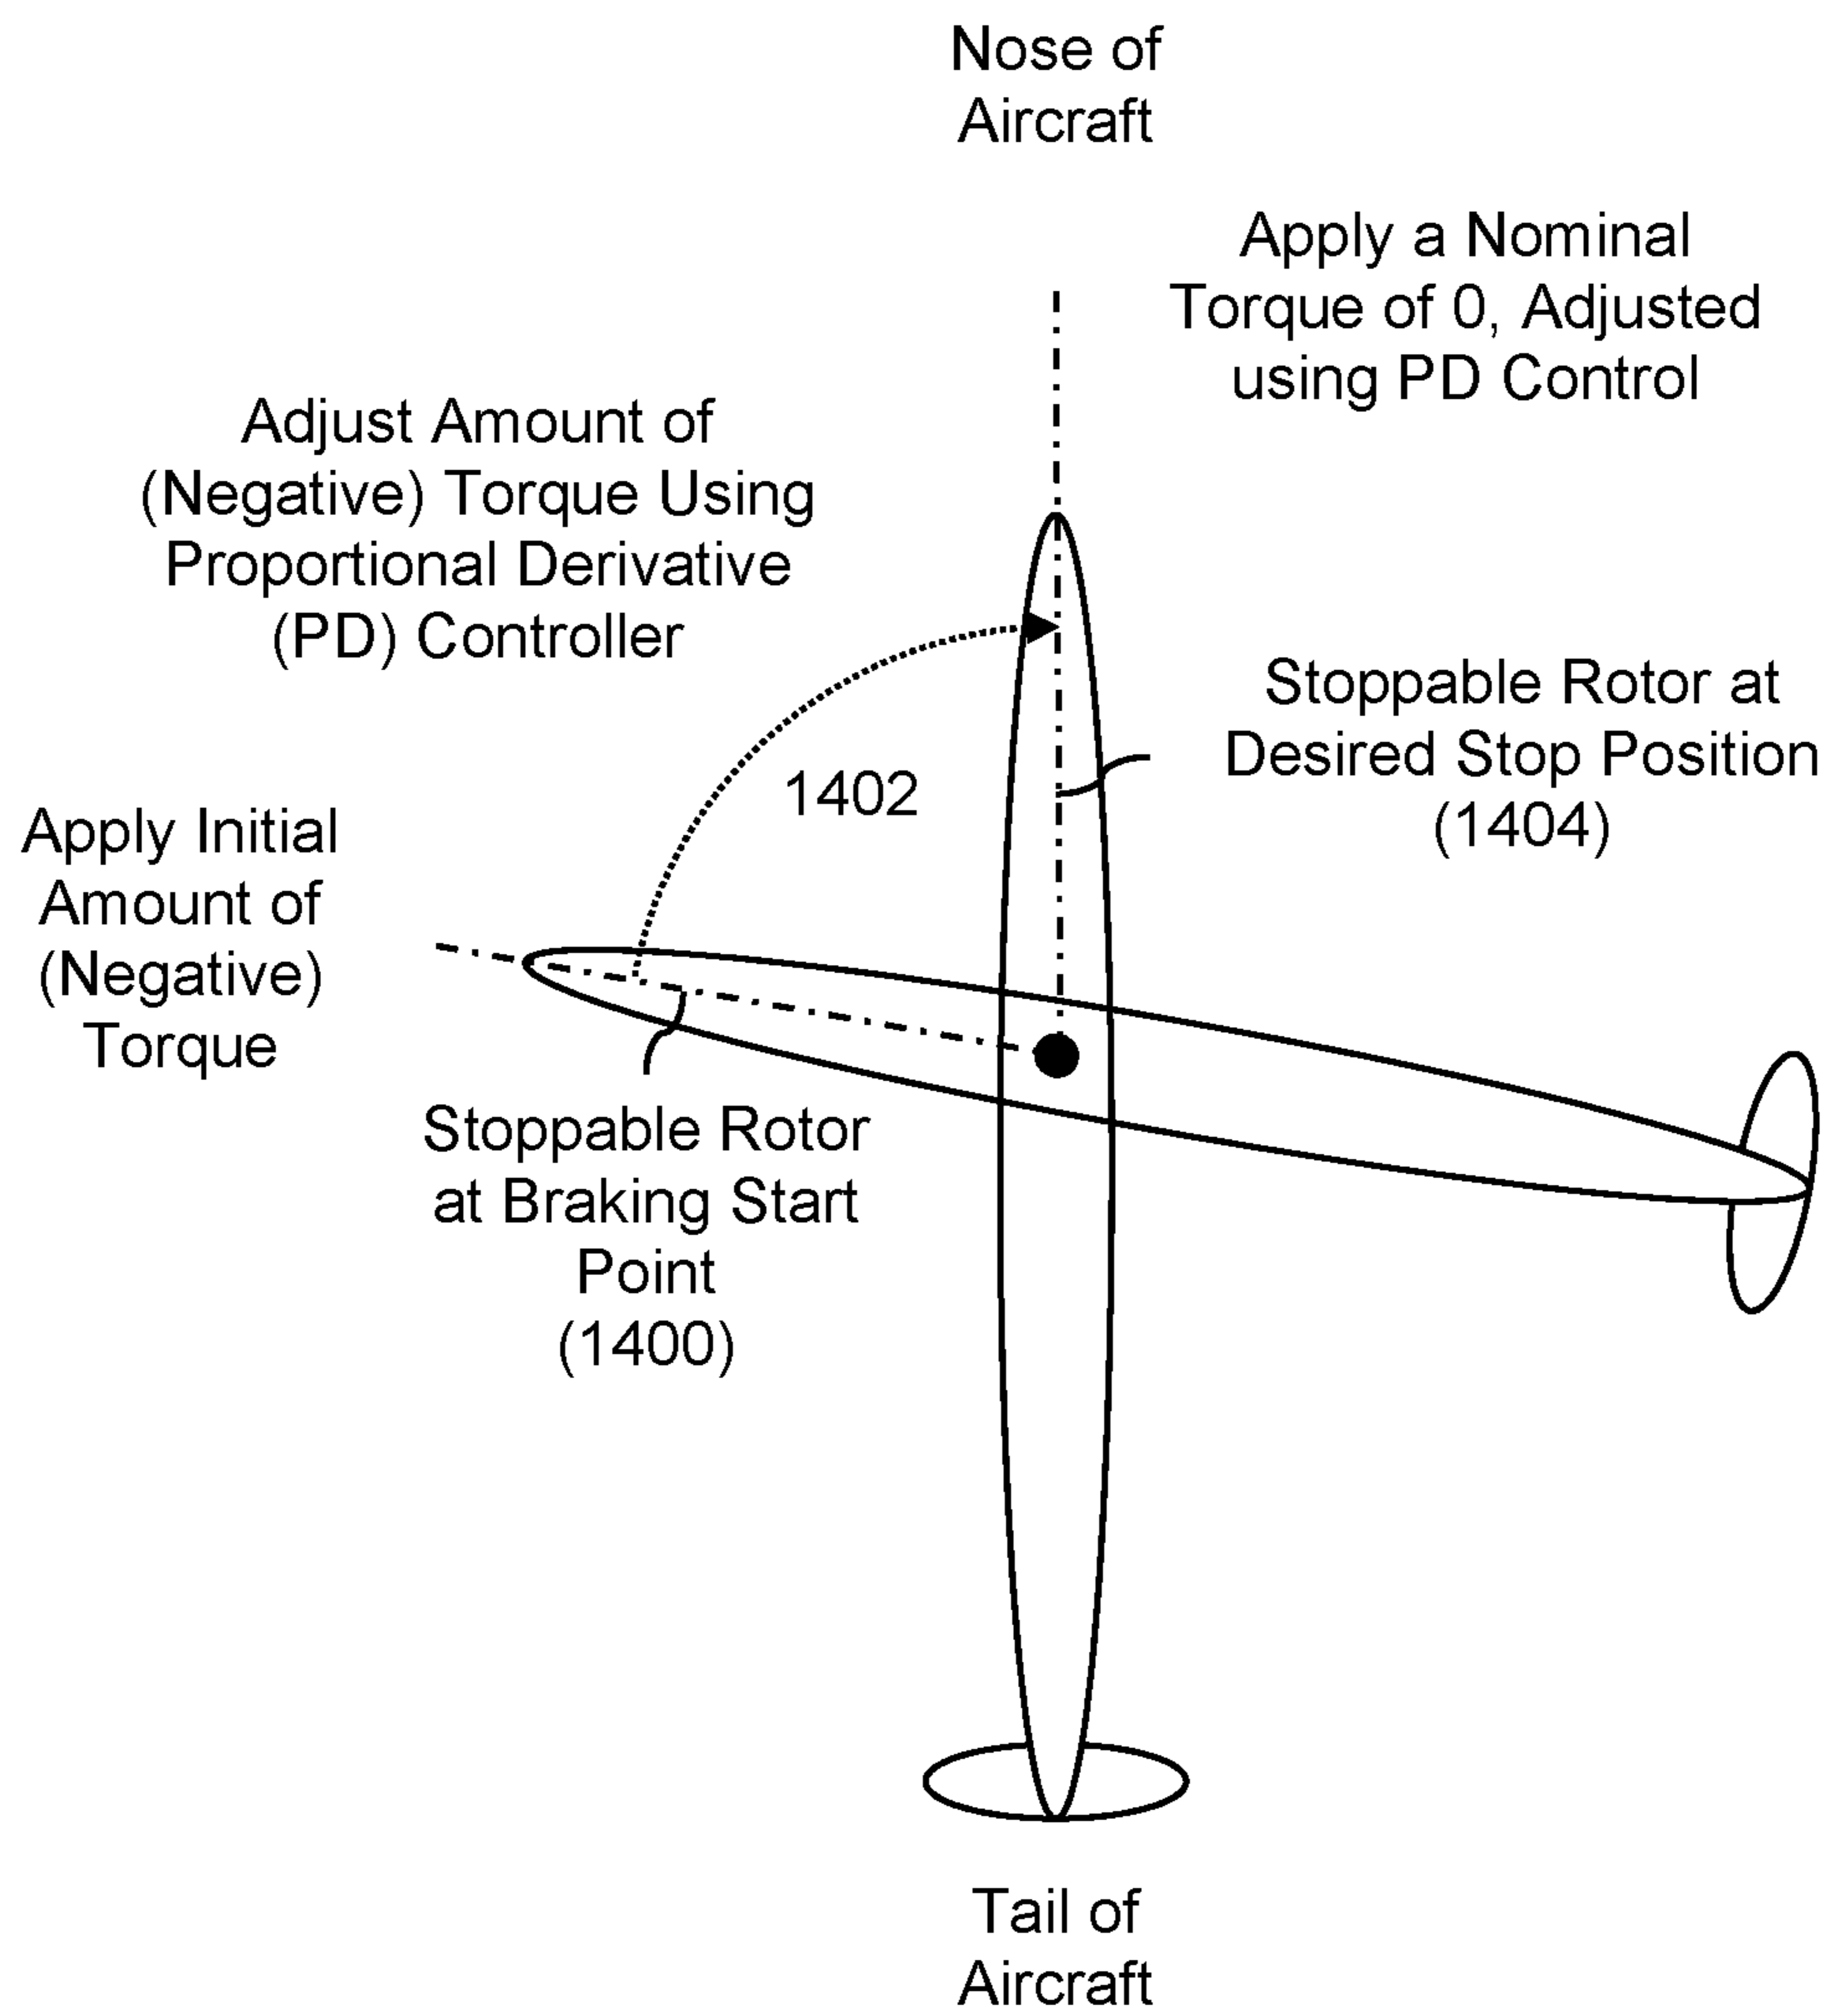 Nose of
Aircraft
Apply a Nominal
Torque of 0, Adjusted
using PD Control
Adjust Amount of
(Negative) Torque Using
Proportional Derivative
(PD) Controller
Stoppable Rotor at
Desired Stop Position
(1404)
1402
Apply Initial
Amount of
(Negative)
Torque
Stoppable Rotor
at Braking Start
Point
(1400)
Tail of
Aircraft